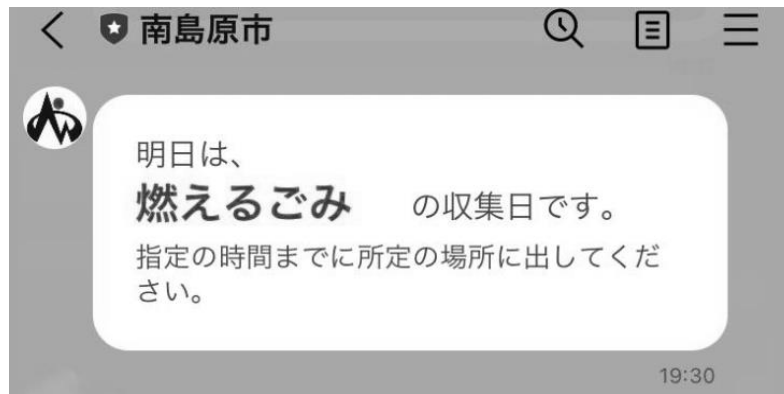 南島原市
明日は、
燃えるごみ の収集日です。
指定の時間までに所定の場所に出してくだ
さい。
19:30